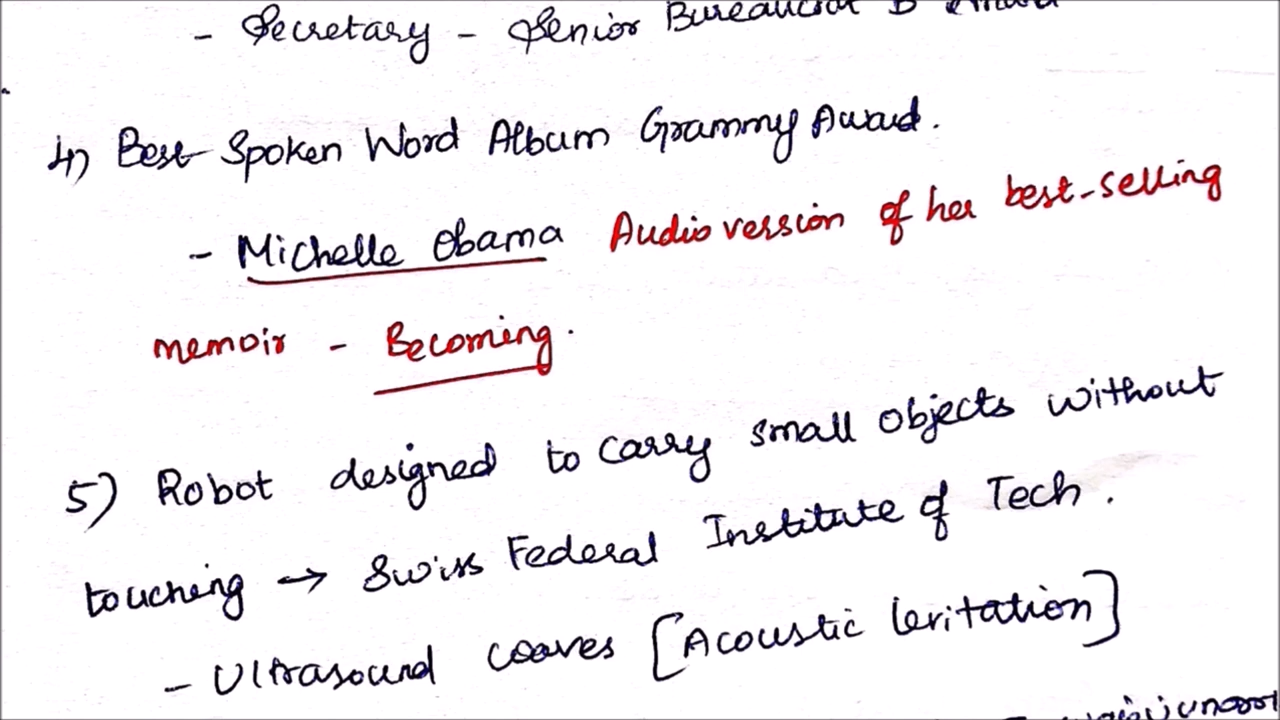 - Secretary - Senior Bureaucrat B
4) Best Spoken Word Album Grammy Award.
- Michelle Obama Audio version of her best-selling
memoir - Becoming.
5) Robot designed to carry small objects without
touching → Swiss Federal Institute of Tech.
- Ultrasound waves [Acoustic levitation]